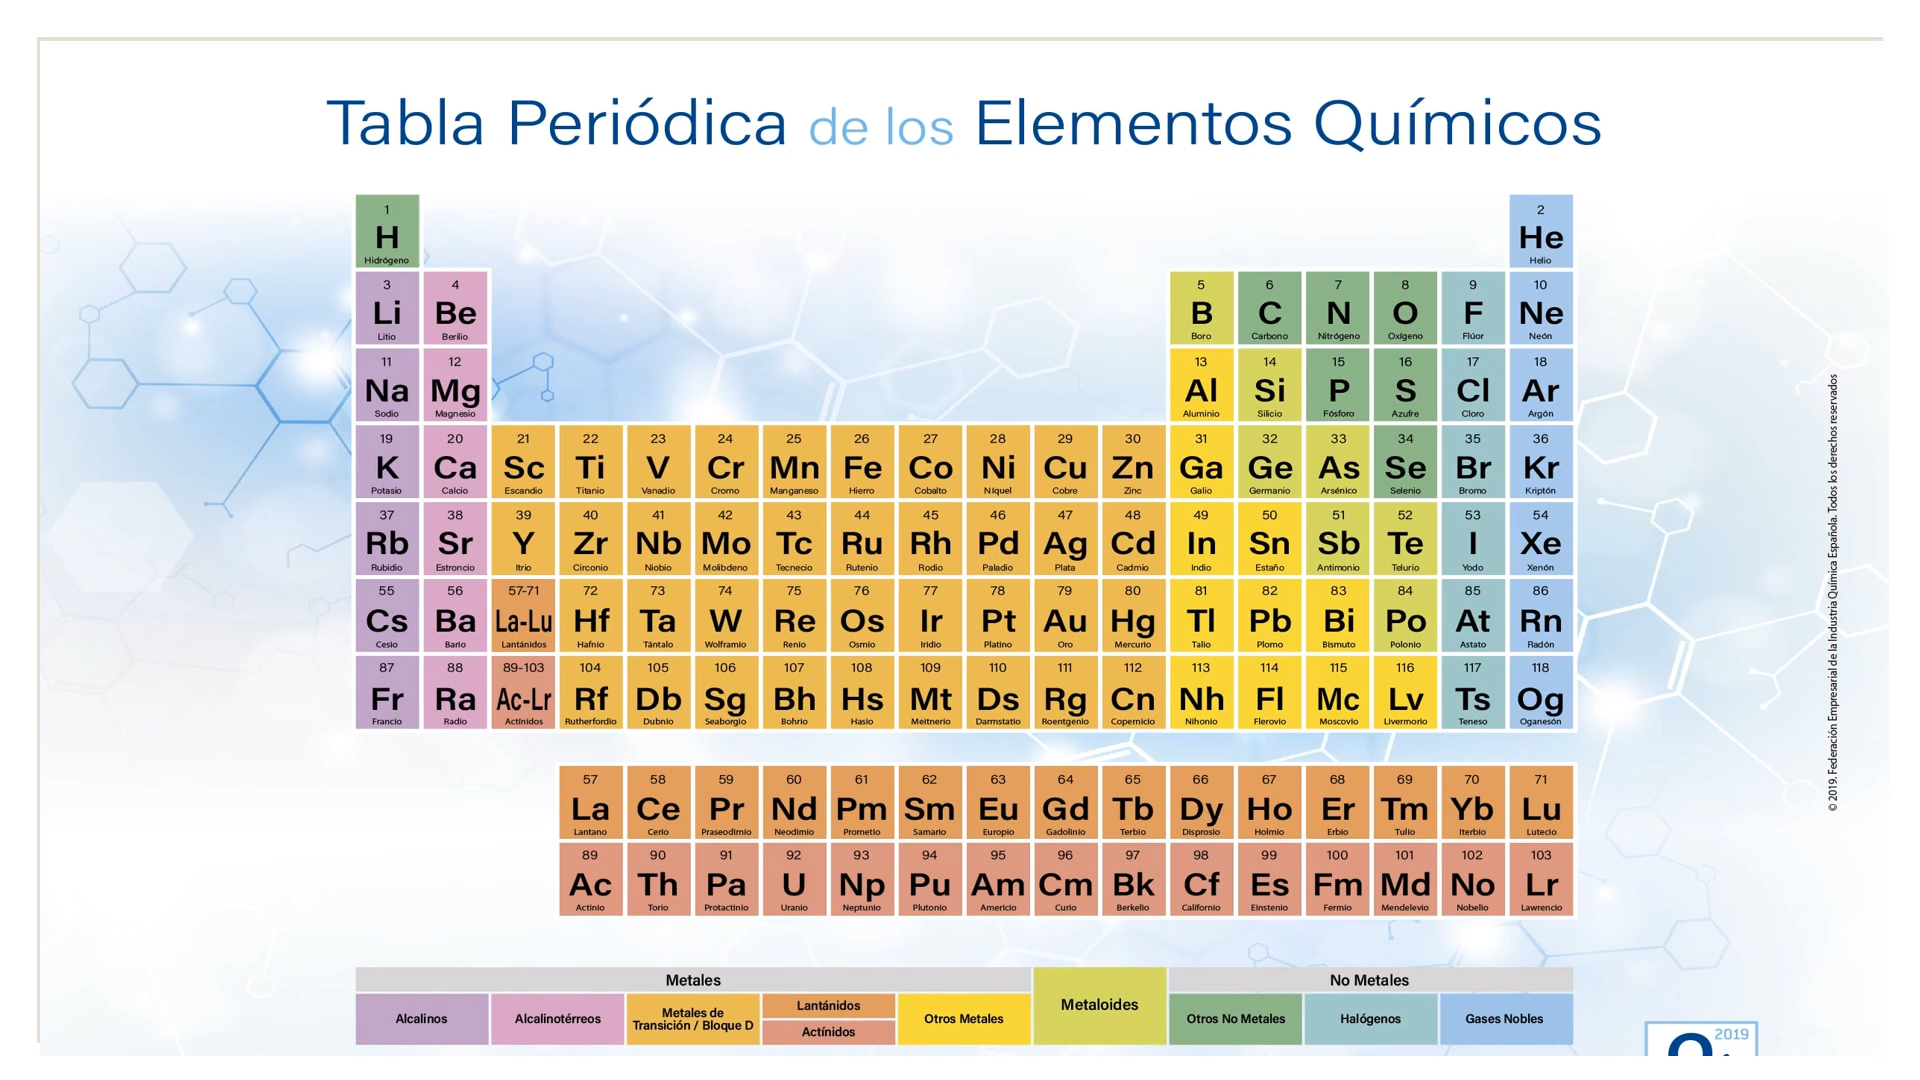 Tabla Periódica de los Elementos Químicos
1 2
H He
Hidrógeno Helio
3 4 5 6 7 8 9 10
Li Be B C N O F Ne
Litio Berilio Boro Carbono Nitrógeno Oxígeno Flúor Neón
11 12 13 14 15 16 17 18
Na Mg Al Si P S Cl Ar
Sodio Magnesio Aluminio Silicio Fósforo Azufre Cloro Argón
19 20 21 22 23 24 25 26 27 28 29 30 31 32 33 34 35 36
K Ca Sc Ti V Cr Mn Fe Co Ni Cu Zn Ga Ge As Se Br Kr
Potasio Calcio Escandio Titanio Vanadio Cromo Manganeso Hierro Cobalto Níquel Cobre Zinc Galio Germanio Arsénico Selenio Bromo Kriptón
37 38 39 40 41 42 43 44 45 46 47 48 49 50 51 52 53 54
Rb Sr Y Zr Nb Mo Tc Ru Rh Pd Ag Cd In Sn Sb Te I Xe
Rubidio Estroncio Itrio Circonio Niobio Molibdeno Tecnecio Rutenio Rodio Paladio Plata Cadmio Indio Estaño Antimonio Telurio Yodo Xenón
55 56 57-71 72 73 74 75 76 77 78 79 80 81 82 83 84 85 86
Cs Ba La-Lu Hf Ta W Re Os Ir Pt Au Hg Tl Pb Bi Po At Rn
Cesio Bario Lantánidos Hafnio Tántalo Wolframio Renio Osmio Iridio Platino Oro Mercurio Talio Plomo Bismuto Polonio Astato Radón
87 88 89-103 104 105 106 107 108 109 110 111 112 113 114 115 116 117 118
Fr Ra Ac-Lr Rf Db Sg Bh Hs Mt Ds Rg Cn Nh Fl Mc Lv Ts Og
Francio Radio Actínidos Rutherfordio Dubnio Seaborgio Bohrio Hasio Meitnerio Darmstatio Roentgenio Copernicio Nihonio Flerovio Moscovio Livermorio Teneso Oganesón
57 58 59 60 61 62 63 64 65 66 67 68 69 70 71
La Ce Pr Nd Pm Sm Eu Gd Tb Dy Ho Er Tm Yb Lu
Lantano Cerio Praseodimio Neodimio Prometio Samario Europio Gadolinio Terbio Disprosio Holmio Erbio Tulio Iterbio Lutecio
89 90 91 92 93 94 95 96 97 98 99 100 101 102 103
Ac Th Pa U Np Pu Am Cm Bk Cf Es Fm Md No Lr
Actinio Torio Protactinio Uranio Neptunio Plutonio Americio Curio Berkelio Californio Einstenio Fermio Mendelevio Nobelio Lawrencio
Metales Metaloides No Metales
Alcalinos Alcalinotérreos Metales de Transición / Bloque D Lantánidos Actínidos Otros Metales Otros No Metales Halógenos Gases Nobles
© 2019. Federación Empresarial de la Industria Química Española. Todos los derechos reservados
2019